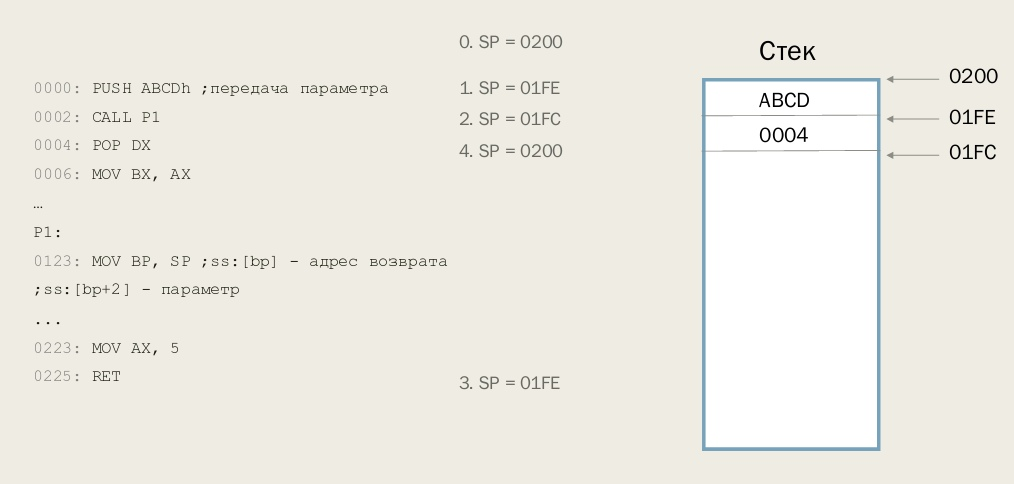 0. SP = 0200
Стек
0000: PUSH ABCDh ;передача параметра
1. SP = 01FE
0002: CALL P1
2. SP = 01FC
0004: POP DX
4. SP = 0200
0006: MOV BX, AX
…
P1:
0123: MOV BP, SP ;ss:[bp] - адрес возврата
;ss:[bp+2] - параметр
...
0223: MOV AX, 5
0225: RET
3. SP = 01FE
0200
ABCD
01FE
0004
01FC